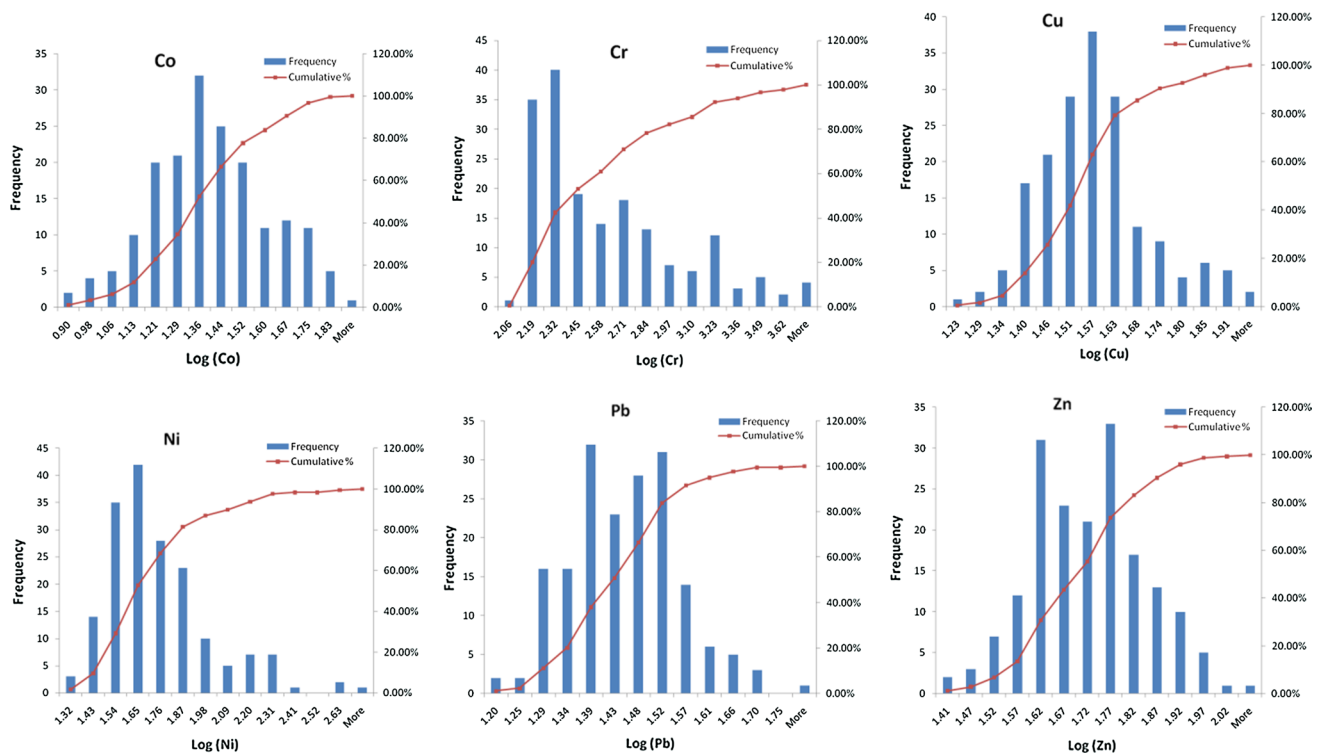 Co
Frequency
Cumulative %
Frequency
35
30
25
20
15
10
5
0
120.00%
100.00%
80.00%
60.00%
40.00%
20.00%
0.00%
0.90 0.98 1.06 1.13 1.21 1.29 1.36 1.44 1.52 1.60 1.67 1.75 1.83 More
Log (Co)
Cr
Frequency
Cumulative %
Frequency
45
40
35
30
25
20
15
10
5
0
120.00%
100.00%
80.00%
60.00%
40.00%
20.00%
0.00%
2.06 2.19 2.32 2.45 2.58 2.71 2.84 2.97 3.10 3.23 3.36 3.49 3.62 More
Log (Cr)
Cu
Frequency
Cumulative %
Frequency
40
35
30
25
20
15
10
5
0
120.00%
100.00%
80.00%
60.00%
40.00%
20.00%
0.00%
1.23 1.29 1.34 1.40 1.46 1.51 1.57 1.63 1.68 1.74 1.80 1.85 1.91 More
Log (Cu)
Ni
Frequency
Cumulative %
Frequency
45
40
35
30
25
20
15
10
5
0
120.00%
100.00%
80.00%
60.00%
40.00%
20.00%
0.00%
1.32 1.43 1.54 1.65 1.76 1.87 1.98 2.09 2.20 2.31 2.41 2.52 2.63 More
Log (Ni)
Pb
Frequency
Cumulative %
Frequency
35
30
25
20
15
10
5
0
120.00%
100.00%
80.00%
60.00%
40.00%
20.00%
0.00%
1.20 1.25 1.29 1.34 1.39 1.43 1.48 1.52 1.57 1.61 1.66 1.70 1.75 More
Log (Pb)
Zn
Frequency
Cumulative %
Frequency
35
30
25
20
15
10
5
0
120.00%
100.00%
80.00%
60.00%
40.00%
20.00%
0.00%
1.41 1.47 1.52 1.57 1.62 1.67 1.72 1.77 1.82 1.87 1.92 1.97 2.02 More
Log (Zn)